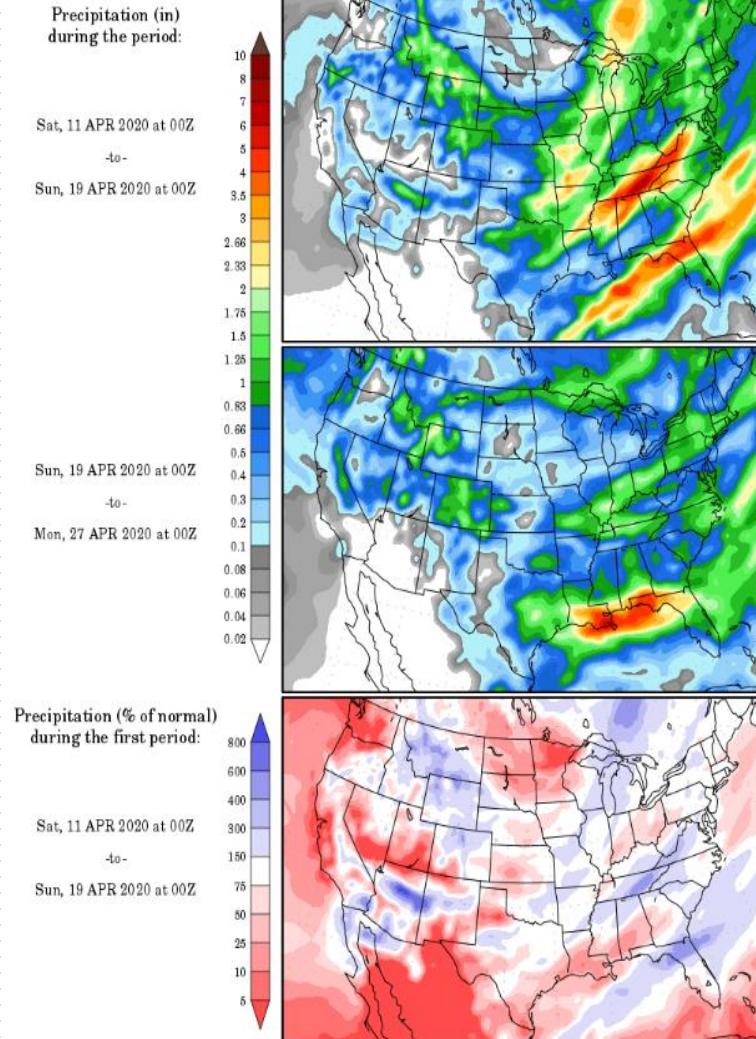 Precipitation (in)
during the period:
Sat, 11 APR 2020 at 00Z
-to-
Sun, 19 APR 2020 at 00Z
10
8
7
6
5
4
3.5
3
2.66
2.33
2
1.75
1.5
1.25
1
0.83
0.66
0.5
0.4
0.3
0.2
0.1
0.08
0.06
0.04
0.02
Sun, 19 APR 2020 at 00Z
-to-
Mon, 27 APR 2020 at 00Z
Precipitation (% of normal)
during the first period:
Sat, 11 APR 2020 at 00Z
-to-
Sun, 19 APR 2020 at 00Z
800
600
400
300
150
75
50
25
10
5